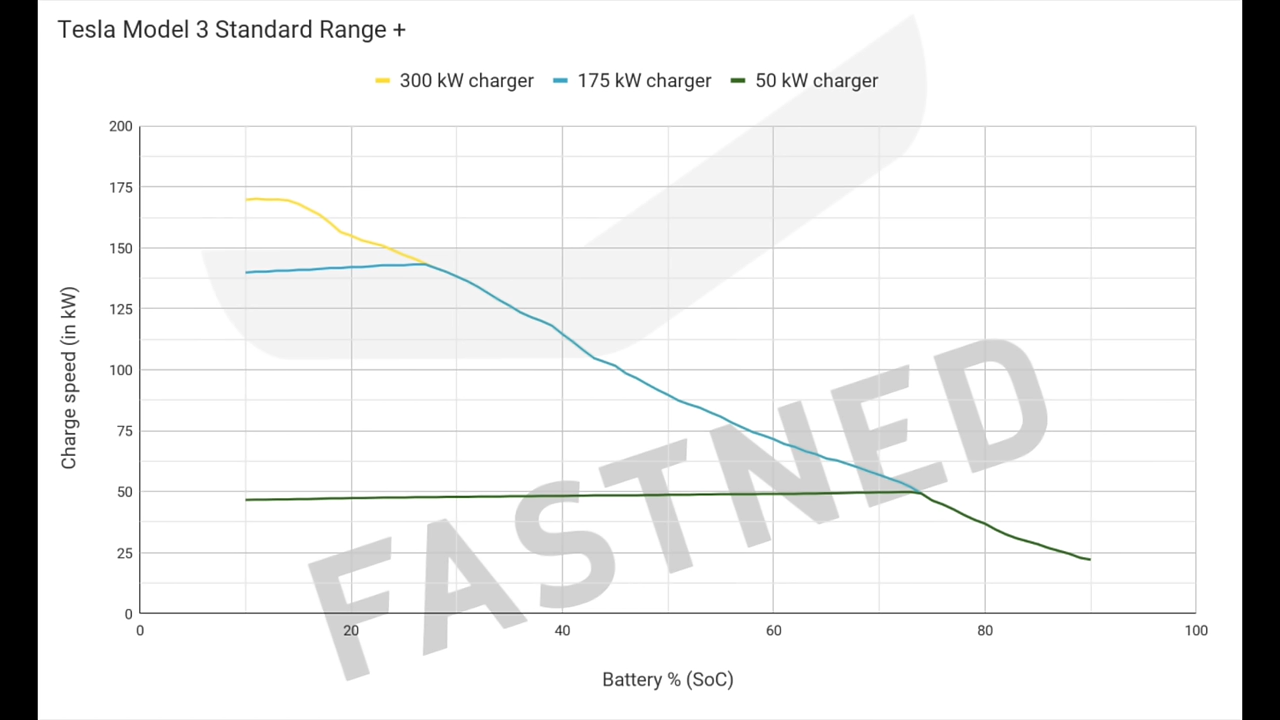 Tesla Model 3 Standard Range +
300 kW charger 175 kW charger 50 kW charger
200
175
150
125
100
75
50
25
0
Charge speed (in kW)
0 20 40 60 80 100
Battery % (SoC)
FASTNED